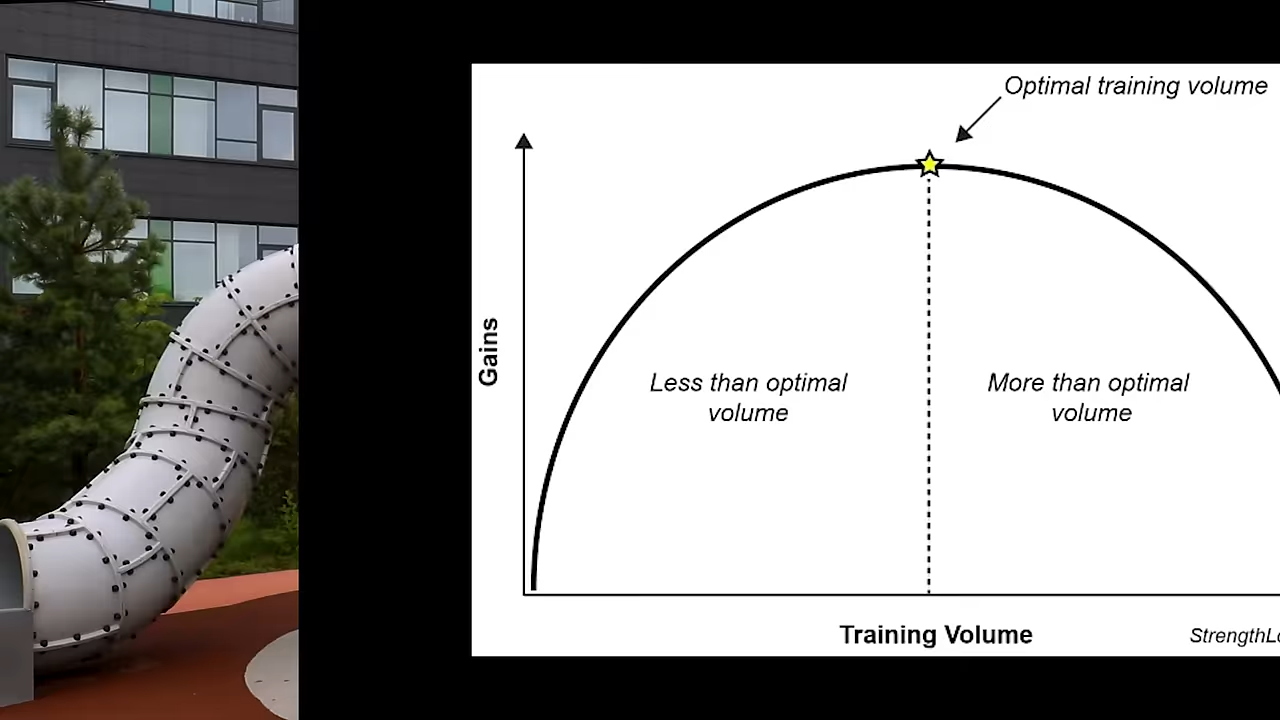 Optimal training volume
Gains
Less than optimal
volume
More than optimal
volume
Training Volume